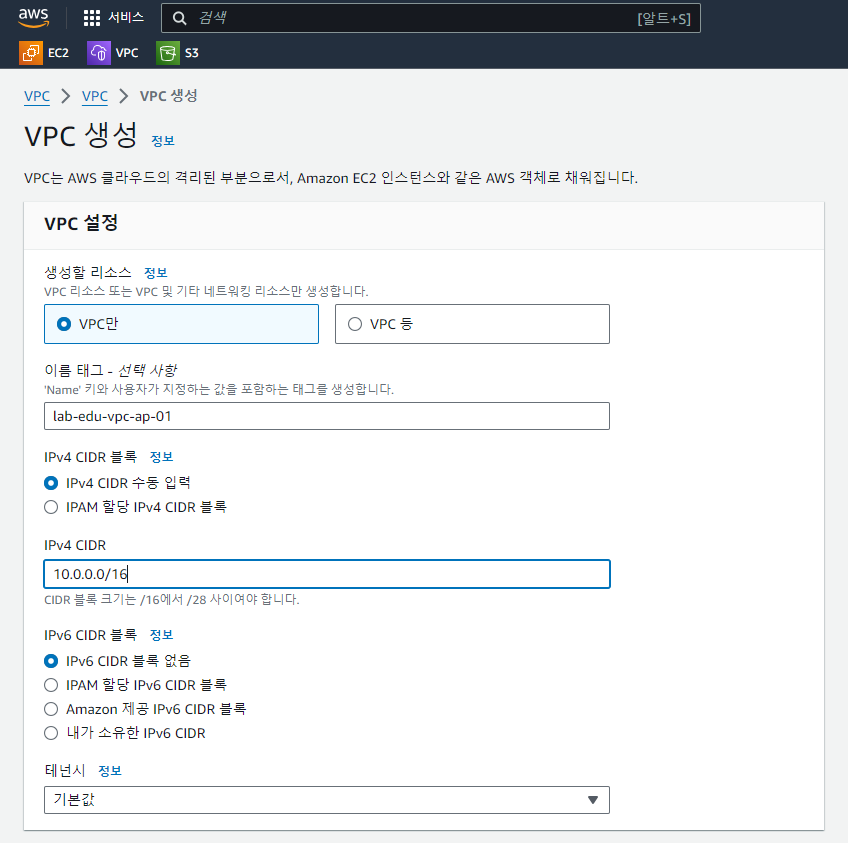 aws 서비스 검색 [알트+S]
EC2 VPC S3
VPC > VPC > VPC 생성
VPC 생성 정보
VPC는 AWS 클라우드의 격리된 부분으로서, Amazon EC2 인스턴스와 같은 AWS 객체로 채워집니다.
VPC 설정
생성할 리소스 정보
VPC 리소스 또는 VPC 및 기타 네트워킹 리소스만 생성합니다.
VPC만 VPC 등
이름 태그 - 선택 사항
'Name' 키와 사용자가 지정하는 값을 포함하는 태그를 생성합니다.
lab-edu-vpc-ap-01
IPv4 CIDR 블록 정보
IPv4 CIDR 수동 입력
IPAM 할당 IPv4 CIDR 블록
IPv4 CIDR
10.0.0.0/16
CIDR 블록 크기는 /16에서 /28 사이여야 합니다.
IPv6 CIDR 블록 정보
IPv6 CIDR 블록 없음
IPAM 할당 IPv6 CIDR 블록
Amazon 제공 IPv6 CIDR 블록
내가 소유한 IPv6 CIDR
테넌시 정보
기본값